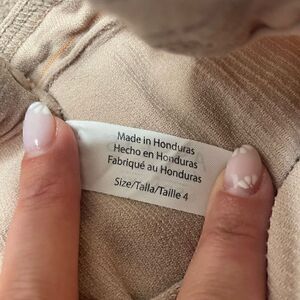 Made in Honduras
Hecho en Honduras
Fabriqué au Honduras
Size/Talla/Taille 4